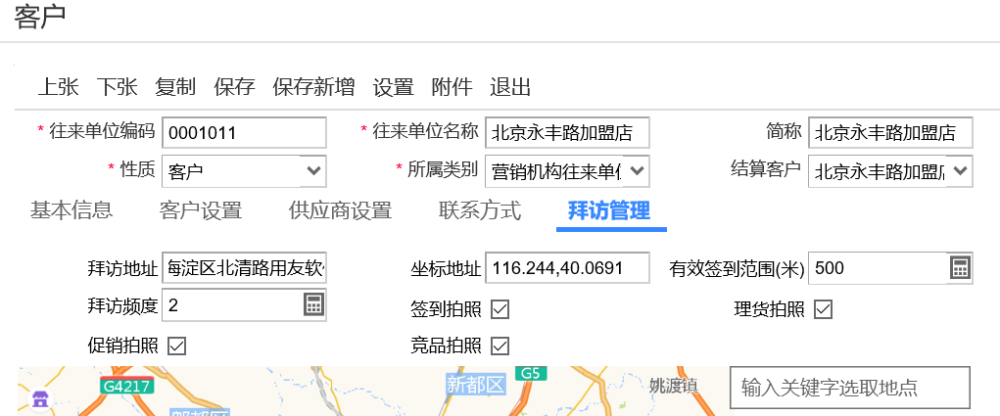 客户
上张 下张 复制 保存 保存新增 设置 附件 退出
* 往来单位编码 0001011 * 往来单位名称 北京永丰路加盟店 简称 北京永丰路加盟店
* 性质 客户 * 所属类别 营销机构往来单位 结算客户 北京永丰路加盟店
基本信息 客户设置 供应商设置 联系方式 拜访管理
拜访地址 海淀区北清路用友软件 坐标地址 116.244,40.0691 有效签到范围(米) 500
拜访频度 2 签到拍照 理货拍照
促销拍照 竞品拍照
G4217 新都区 G5 姚渡镇 输入关键字选取地点
郫都区